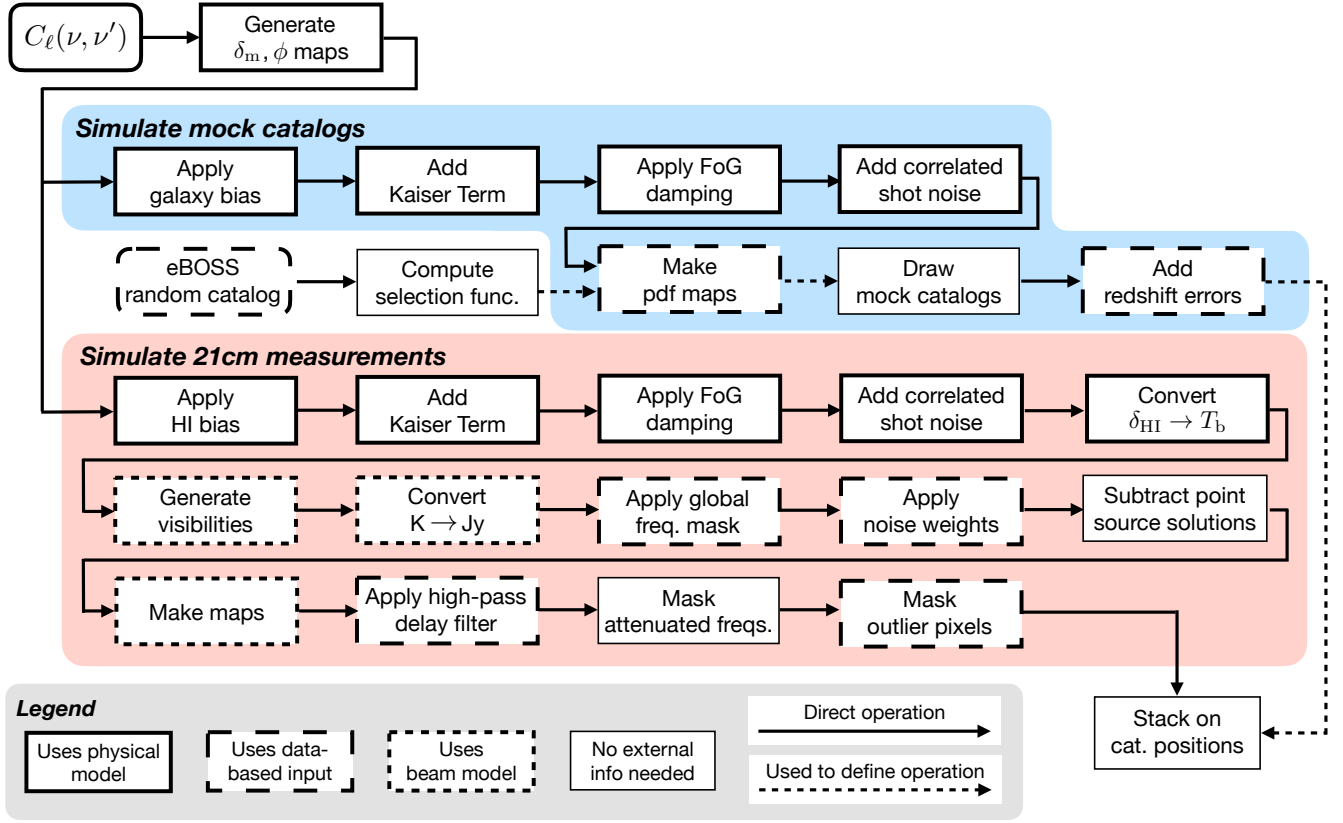 C_ℓ(ν, ν′)
Generate
δ_m, ϕ maps
Simulate mock catalogs
Apply
galaxy bias
Add
Kaiser Term
Apply FoG
damping
Add correlated
shot noise
eBOSS
random catalog
Compute
selection func.
Make
pdf maps
Draw
mock catalogs
Add
redshift errors
Simulate 21cm measurements
Apply
HI bias
Add
Kaiser Term
Apply FoG
damping
Add correlated
shot noise
Convert
δ_HI → T_b
Generate
visibilities
Convert
K → Jy
Apply global
freq. mask
Apply
noise weights
Subtract point
source solutions
Make maps
Apply high-pass
delay filter
Mask
attenuated freqs.
Mask
outlier pixels
Stack on
cat. positions
Legend
Uses physical
model
Uses data-
based input
Uses
beam model
No external
info needed
Direct operation
Used to define operation